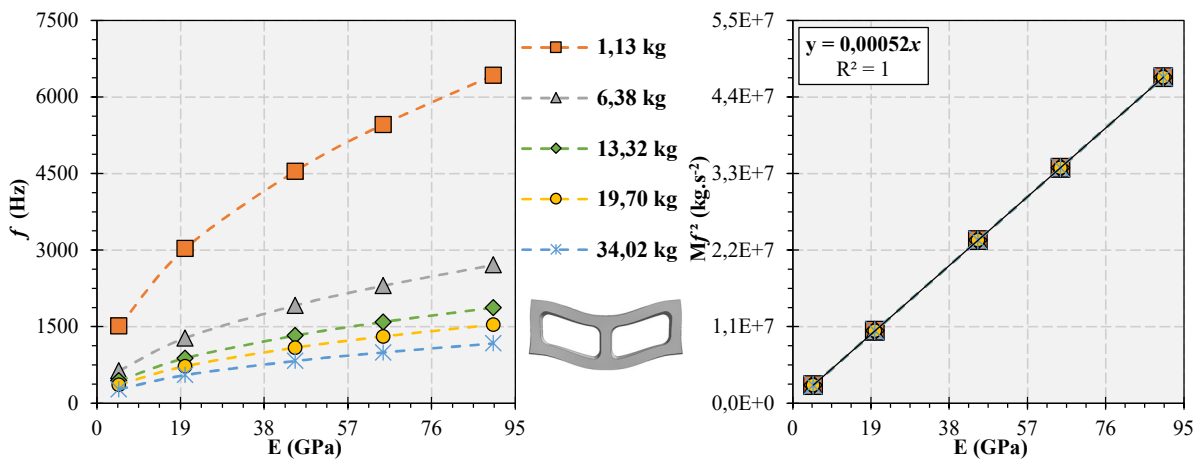 7500
6000
4500
3000
1500
0
f (Hz)
0 19 38 57 76 95
E (GPa)
1,13 kg
6,38 kg
13,32 kg
19,70 kg
34,02 kg
5,5E+7
4,4E+7
3,3E+7
2,2E+7
1,1E+7
0,0E+0
Mf² (kg.s⁻²)
y = 0,00052x
R² = 1
0 19 38 57 76 95
E (GPa)